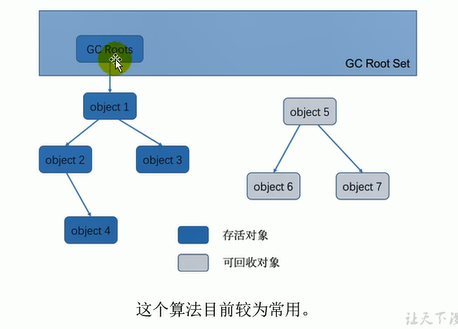 GC Roots
GC Root Set
object 1
object 5
object 2
object 3
object 6
object 7
object 4
存活对象
可回收对象
这个算法目前较为常用。
让天下